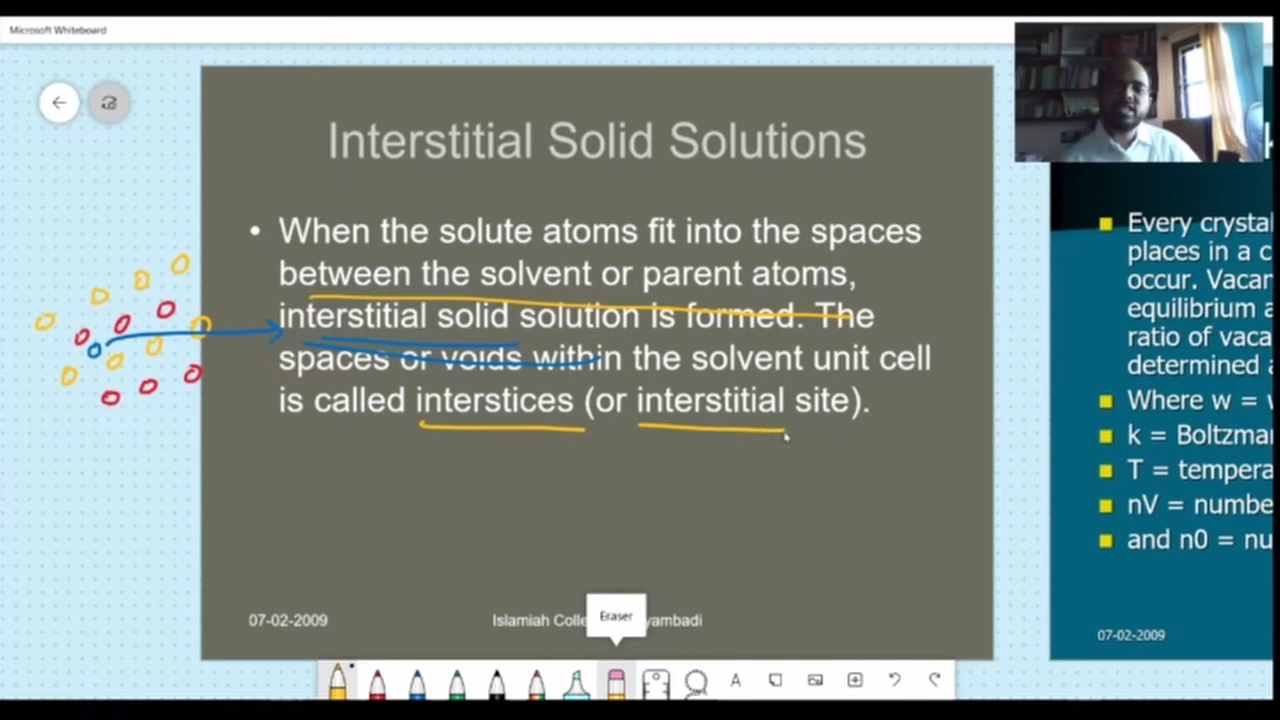 Microsoft Whiteboard
Interstitial Solid Solutions
• When the solute atoms fit into the spaces
between the solvent or parent atoms,
interstitial solid solution is formed. The
spaces or voids within the solvent unit cell
is called interstices (or interstitial site).
07-02-2009
Islamiah Colle
yambadi
Eraser
A
Every crystal
places in a c
occur. Vacar
equilibrium a
ratio of vaca
determined a
Where w = w
k = Boltzmar
T = tempera
nV = numbe
and n0 = nu
07-02-2009